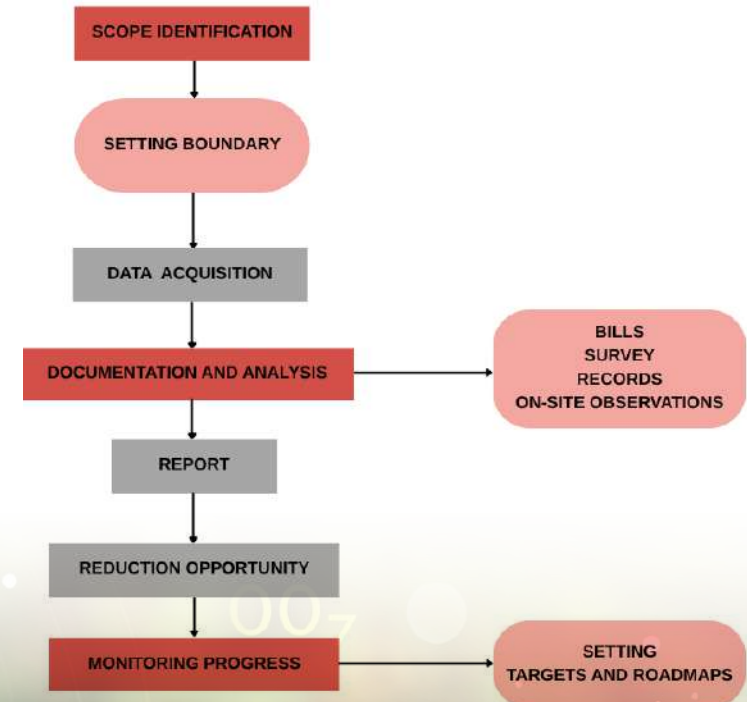 SCOPE IDENTIFICATION
SETTING BOUNDARY
DATA ACQUISITION
DOCUMENTATION AND ANALYSIS
BILLS
SURVEY
RECORDS
ON-SITE OBSERVATIONS
REPORT
REDUCTION OPPORTUNITY
MONITORING PROGRESS
SETTING
TARGETS AND ROADMAPS